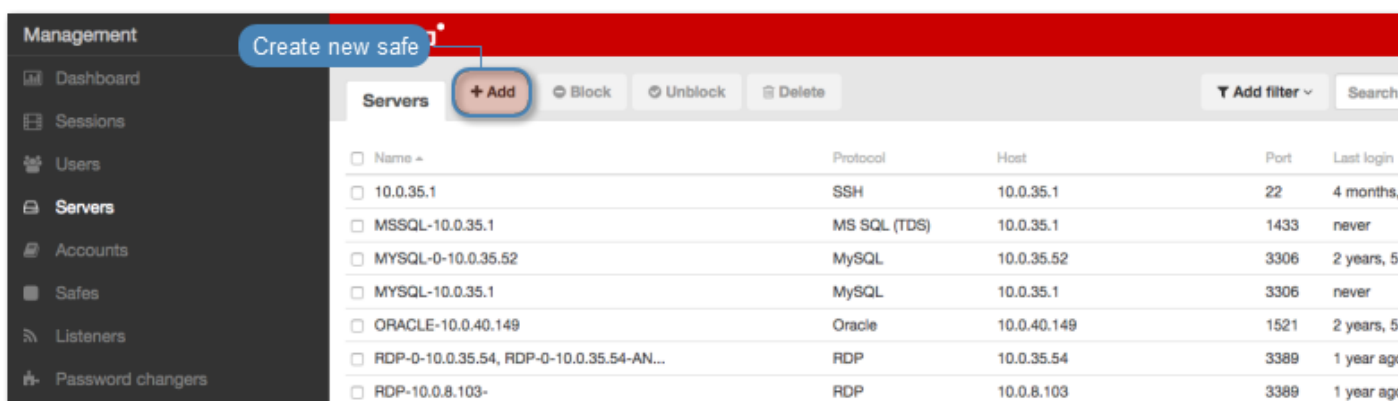 Management
Create new safe
Dashboard
Sessions
Users
Servers
Accounts
Safes
Listeners
Password changers
Servers + Add Block Unblock Delete Add filter Search
Name Protocol Host Port Last login
10.0.35.1 SSH 10.0.35.1 22 4 months,
MSSQL-10.0.35.1 MS SQL (TDS) 10.0.35.1 1433 never
MYSQL-0-10.0.35.52 MySQL 10.0.35.52 3306 2 years, 5
MYSQL-10.0.35.1 MySQL 10.0.35.1 3306 never
ORACLE-10.0.40.149 Oracle 10.0.40.149 1521 2 years, 5
RDP-0-10.0.35.54, RDP-0-10.0.35.54-AN... RDP 10.0.35.54 3389 1 year ago
RDP-10.0.8.103- RDP 10.0.8.103 3389 1 year ago